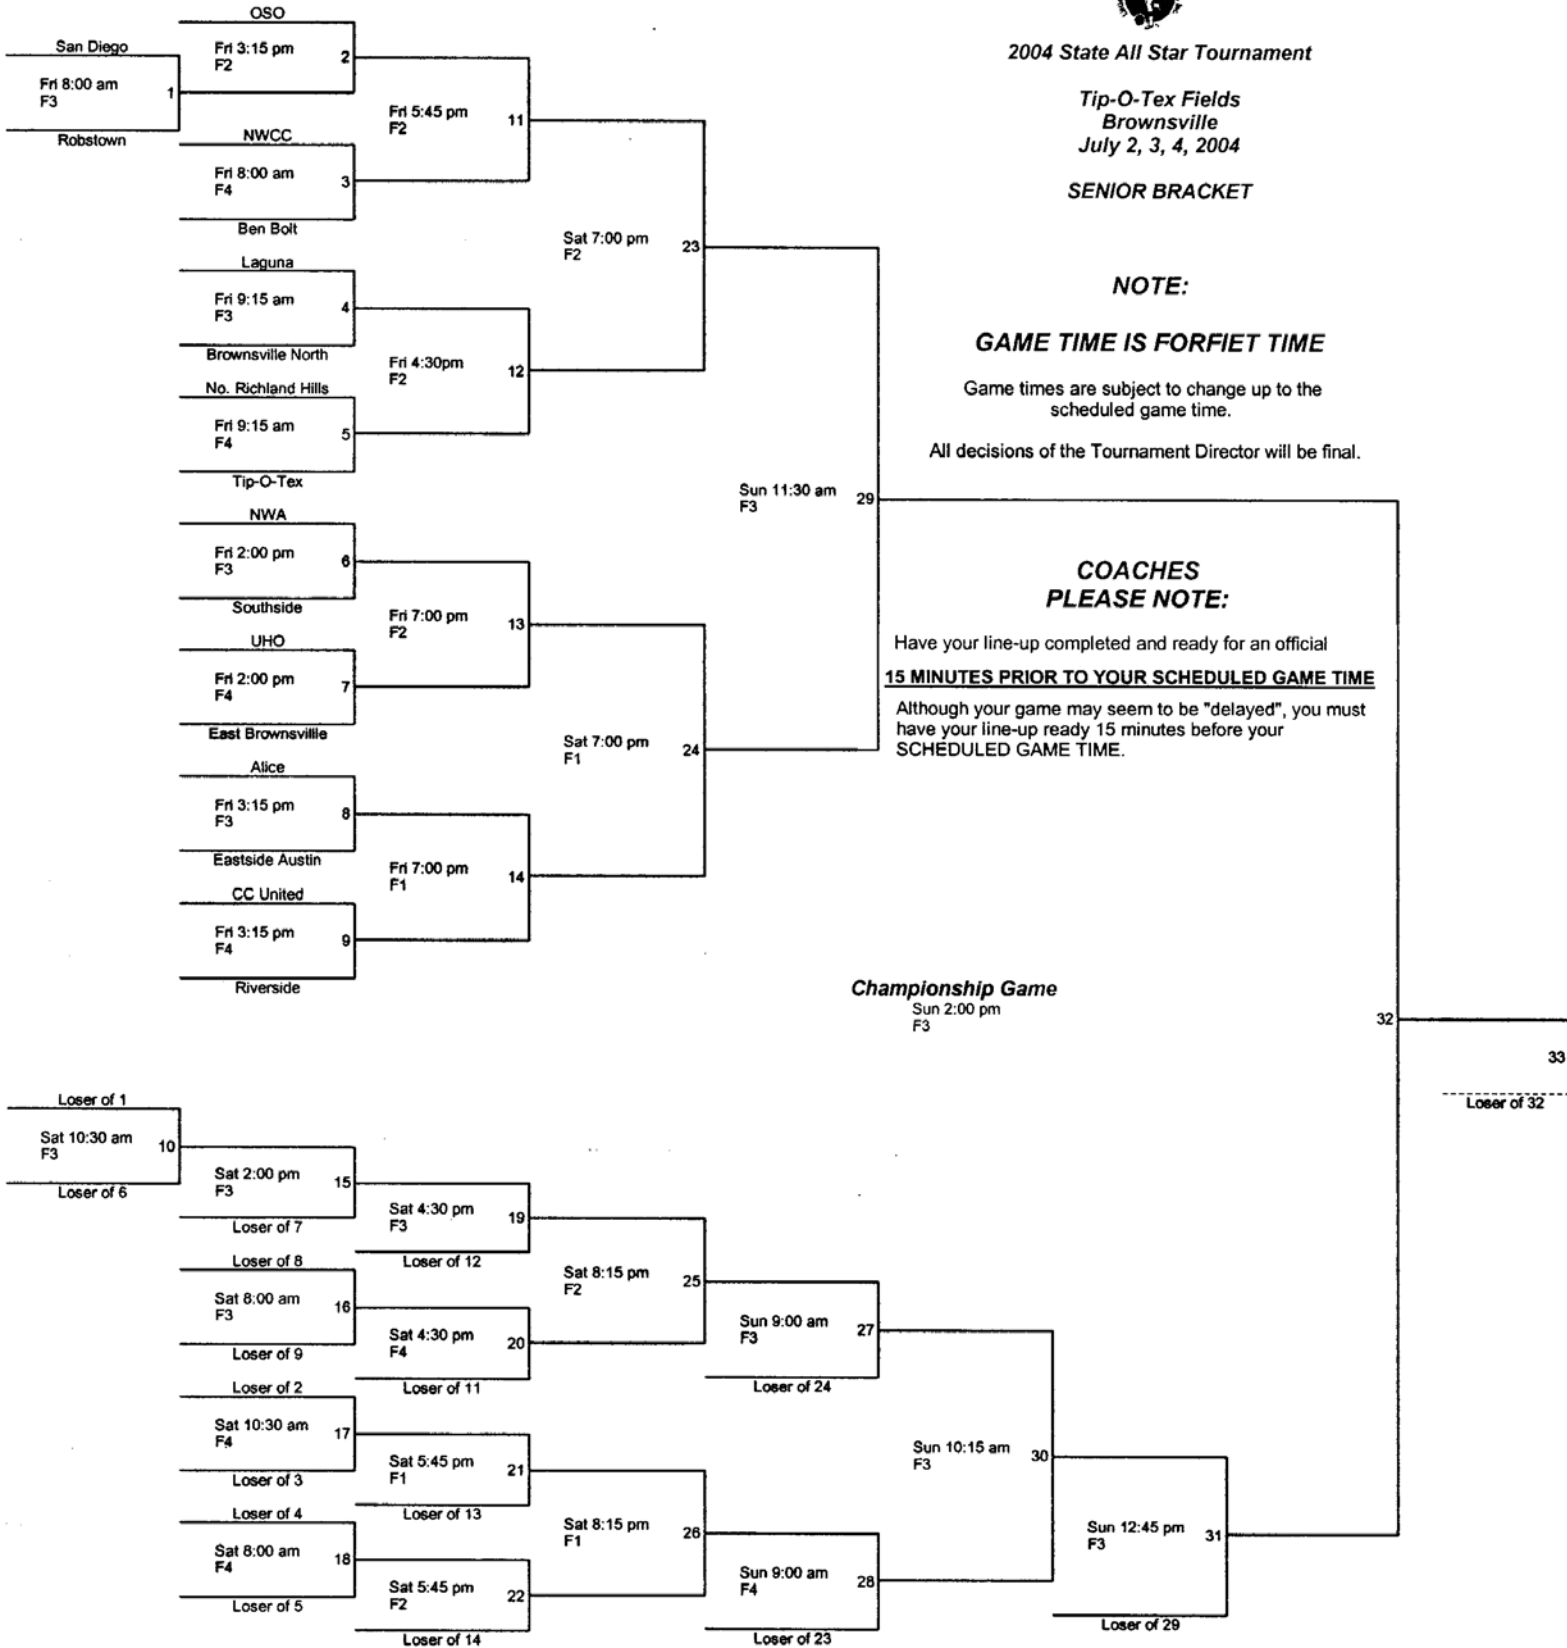 2004 State All Star Tournament
Tip-O-Tex Fields
Brownsville
July 2, 3, 4, 2004
SENIOR BRACKET
NOTE:
GAME TIME IS FORFIET TIME
Game times are subject to change up to the
scheduled game time.
All decisions of the Tournament Director will be final.
COACHES
PLEASE NOTE:
Have your line-up completed and ready for an official
15 MINUTES PRIOR TO YOUR SCHEDULED GAME TIME
Although your game may seem to be "delayed", you must
have your line-up ready 15 minutes before your
SCHEDULED GAME TIME.
San Diego
Fri 8:00 am 1
F3
Robstown
OSO
Fri 3:15 pm 2
F2
NWCC
Fri 8:00 am 3
F4
Ben Bolt
Laguna
Fri 9:15 am 4
F3
Brownsville North
No. Richland Hills
Fri 9:15 am 5
F4
Tip-O-Tex
NWA
Fri 2:00 pm 6
F3
Southside
UHO
Fri 2:00 pm 7
F4
East Brownsvillle
Alice
Fri 3:15 pm 8
F3
Eastside Austin
CC United
Fri 3:15 pm 9
F4
Riverside
Fri 5:45 pm 11
F2
Fri 4:30pm 12
F2
Fri 7:00 pm 13
F2
Fri 7:00 pm 14
F1
Sat 7:00 pm 23
F2
Sat 7:00 pm 24
F1
Sun 11:30 am 29
F3
Championship Game
Sun 2:00 pm
F3
32
33
Loser of 32
Loser of 1
Sat 10:30 am 10
F3
Loser of 6
Sat 2:00 pm 15
F3
Loser of 7
Loser of 8
Sat 8:00 am 16
F3
Loser of 9
Loser of 2
Sat 10:30 am 17
F4
Loser of 3
Loser of 4
Sat 8:00 am 18
F4
Loser of 5
Sat 4:30 pm 19
F3
Loser of 12
Sat 4:30 pm 20
F4
Loser of 11
Sat 5:45 pm 21
F1
Loser of 13
Sat 5:45 pm 22
F2
Loser of 14
Sat 8:15 pm 25
F2
Sat 8:15 pm 26
F1
Sun 9:00 am 27
F3
Loser of 24
Sun 9:00 am 28
F4
Loser of 23
Sun 10:15 am 30
F3
Sun 12:45 pm 31
F3
Loser of 29